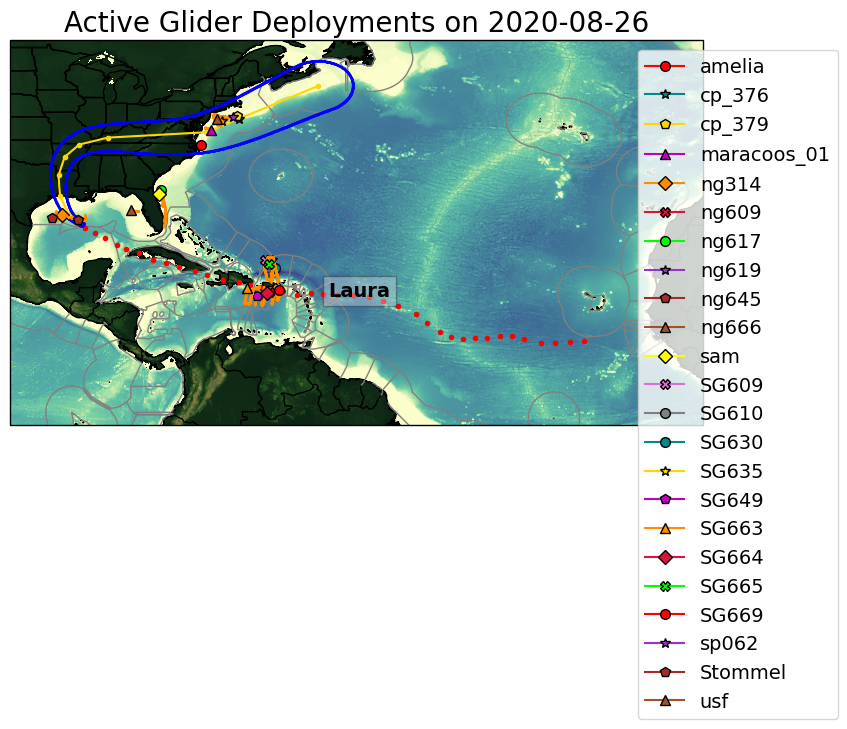 Active Glider Deployments on 2020-08-26
amelia
cp_376
cp_379
maracoos_01
ng314
ng609
ng617
ng619
ng645
ng666
sam
SG609
SG610
SG630
SG635
SG649
SG663
SG664
SG665
SG669
sp062
Stommel
usf
Laura